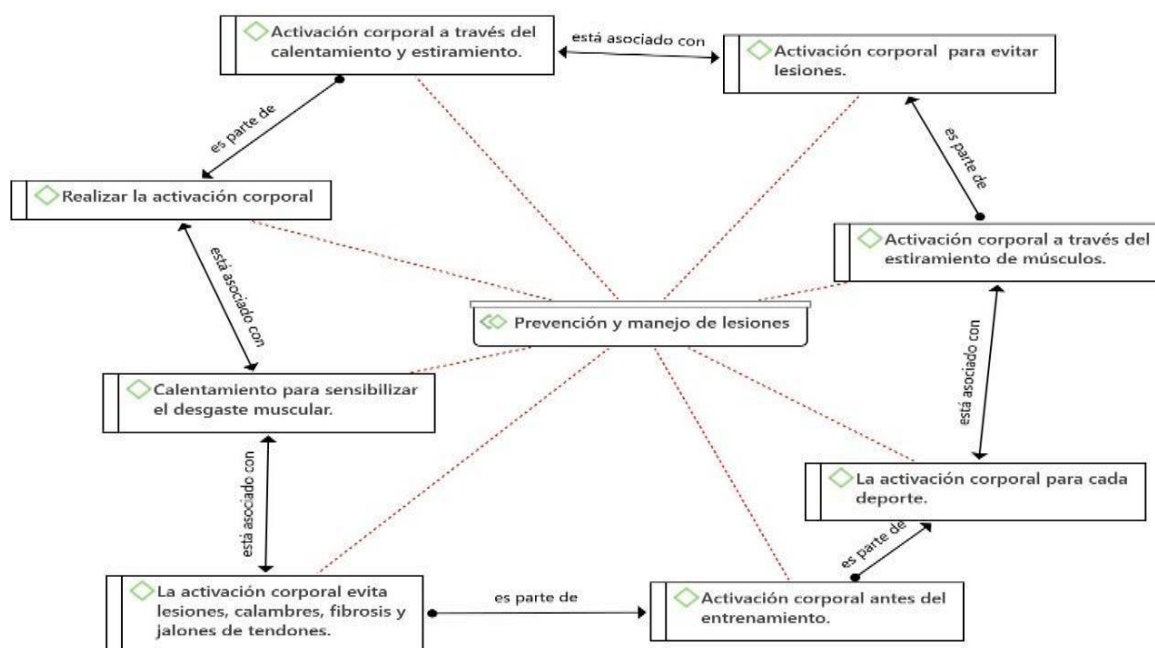 Activación corporal a través del
calentamiento y estiramiento.
está asociado con
Activación corporal para evitar
lesiones.
es parte de
es parte de
Realizar la activación corporal
Activación corporal a través del
estiramiento de músculos.
está asociado con
Prevención y manejo de lesiones
está asociado con
Calentamiento para sensibilizar
el desgaste muscular.
está asociado con
La activación corporal para cada
deporte.
es parte de
La activación corporal evita
lesiones, calambres, fibrosis y
jalones de tendones.
es parte de
Activación corporal antes del
entrenamiento.